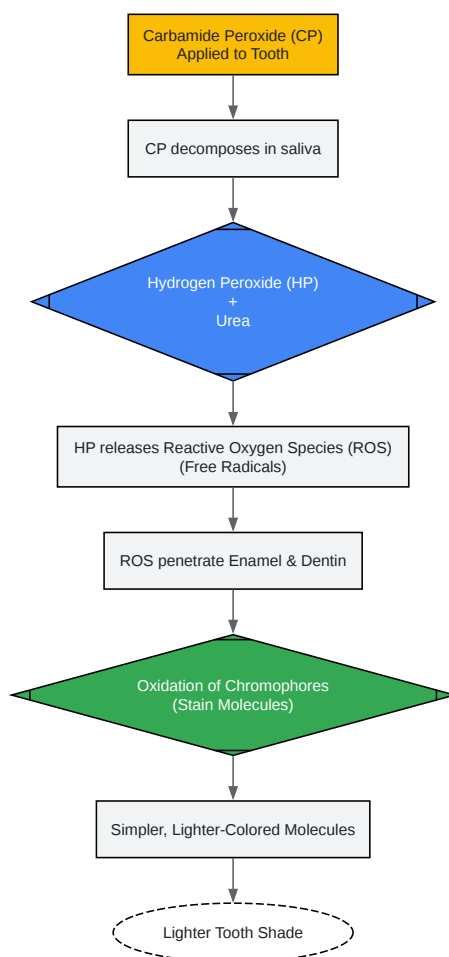 Carbamide Peroxide (CP)
Applied to Tooth
CP decomposes in saliva
Hydrogen Peroxide (HP)
+
Urea
HP releases Reactive Oxygen Species (ROS)
(Free Radicals)
ROS penetrate Enamel & Dentin
Oxidation of Chromophores
(Stain Molecules)
Simpler, Lighter-Colored Molecules
Lighter Tooth Shade